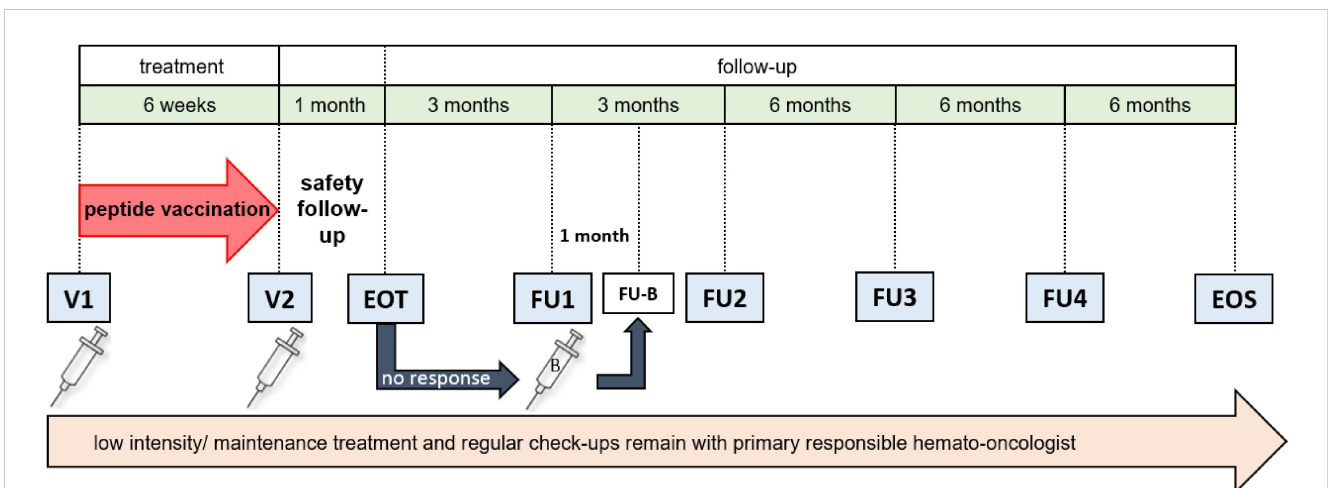 treatment
follow-up
6 weeks
1 month
3 months
3 months
6 months
6 months
6 months
peptide vaccination
safety
follow-
up
1 month
V1
V2
EOT
FU1
FU-B
FU2
FU3
FU4
EOS
B
no response
low intensity/ maintenance treatment and regular check-ups remain with primary responsible hemato-oncologist